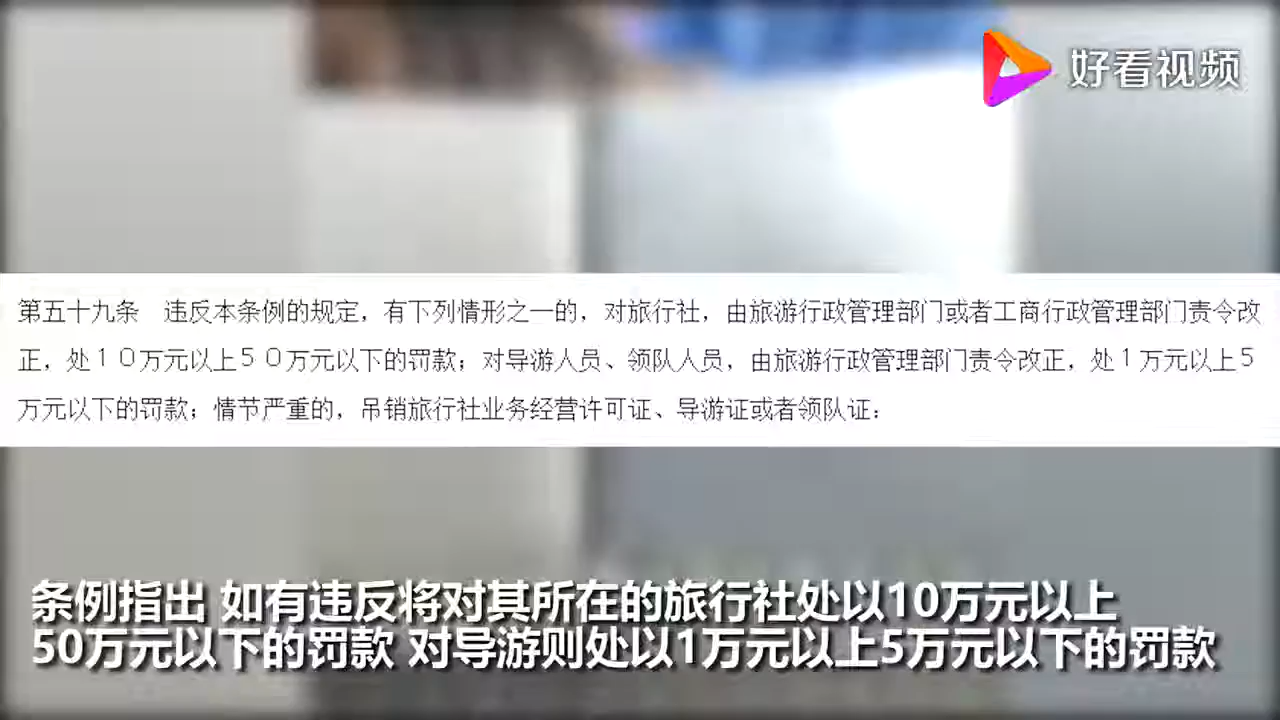 好看视频
第五十九条　违反本条例的规定，有下列情形之一的，对旅行社，由旅游行政管理部门或者工商行政管理部门责令改
正，处１０万元以上５０万元以下的罚款；对导游人员、领队人员，由旅游行政管理部门责令改正，处１万元以上５
万元以下的罚款；情节严重的，吊销旅行社业务经营许可证、导游证或者领队证：
条例指出 如有违反将对其所在的旅行社处以10万元以上
50万元以下的罚款 对导游则处以1万元以上5万元以下的罚款